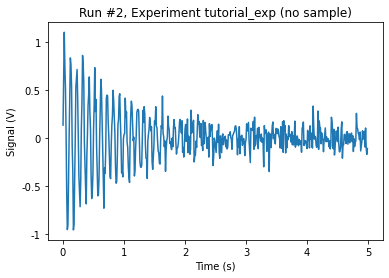 Run #2, Experiment tutorial_exp (no sample)
1
0.5
0
-0.5
-1
Signal (V)
0 1 2 3 4 5
Time (s)